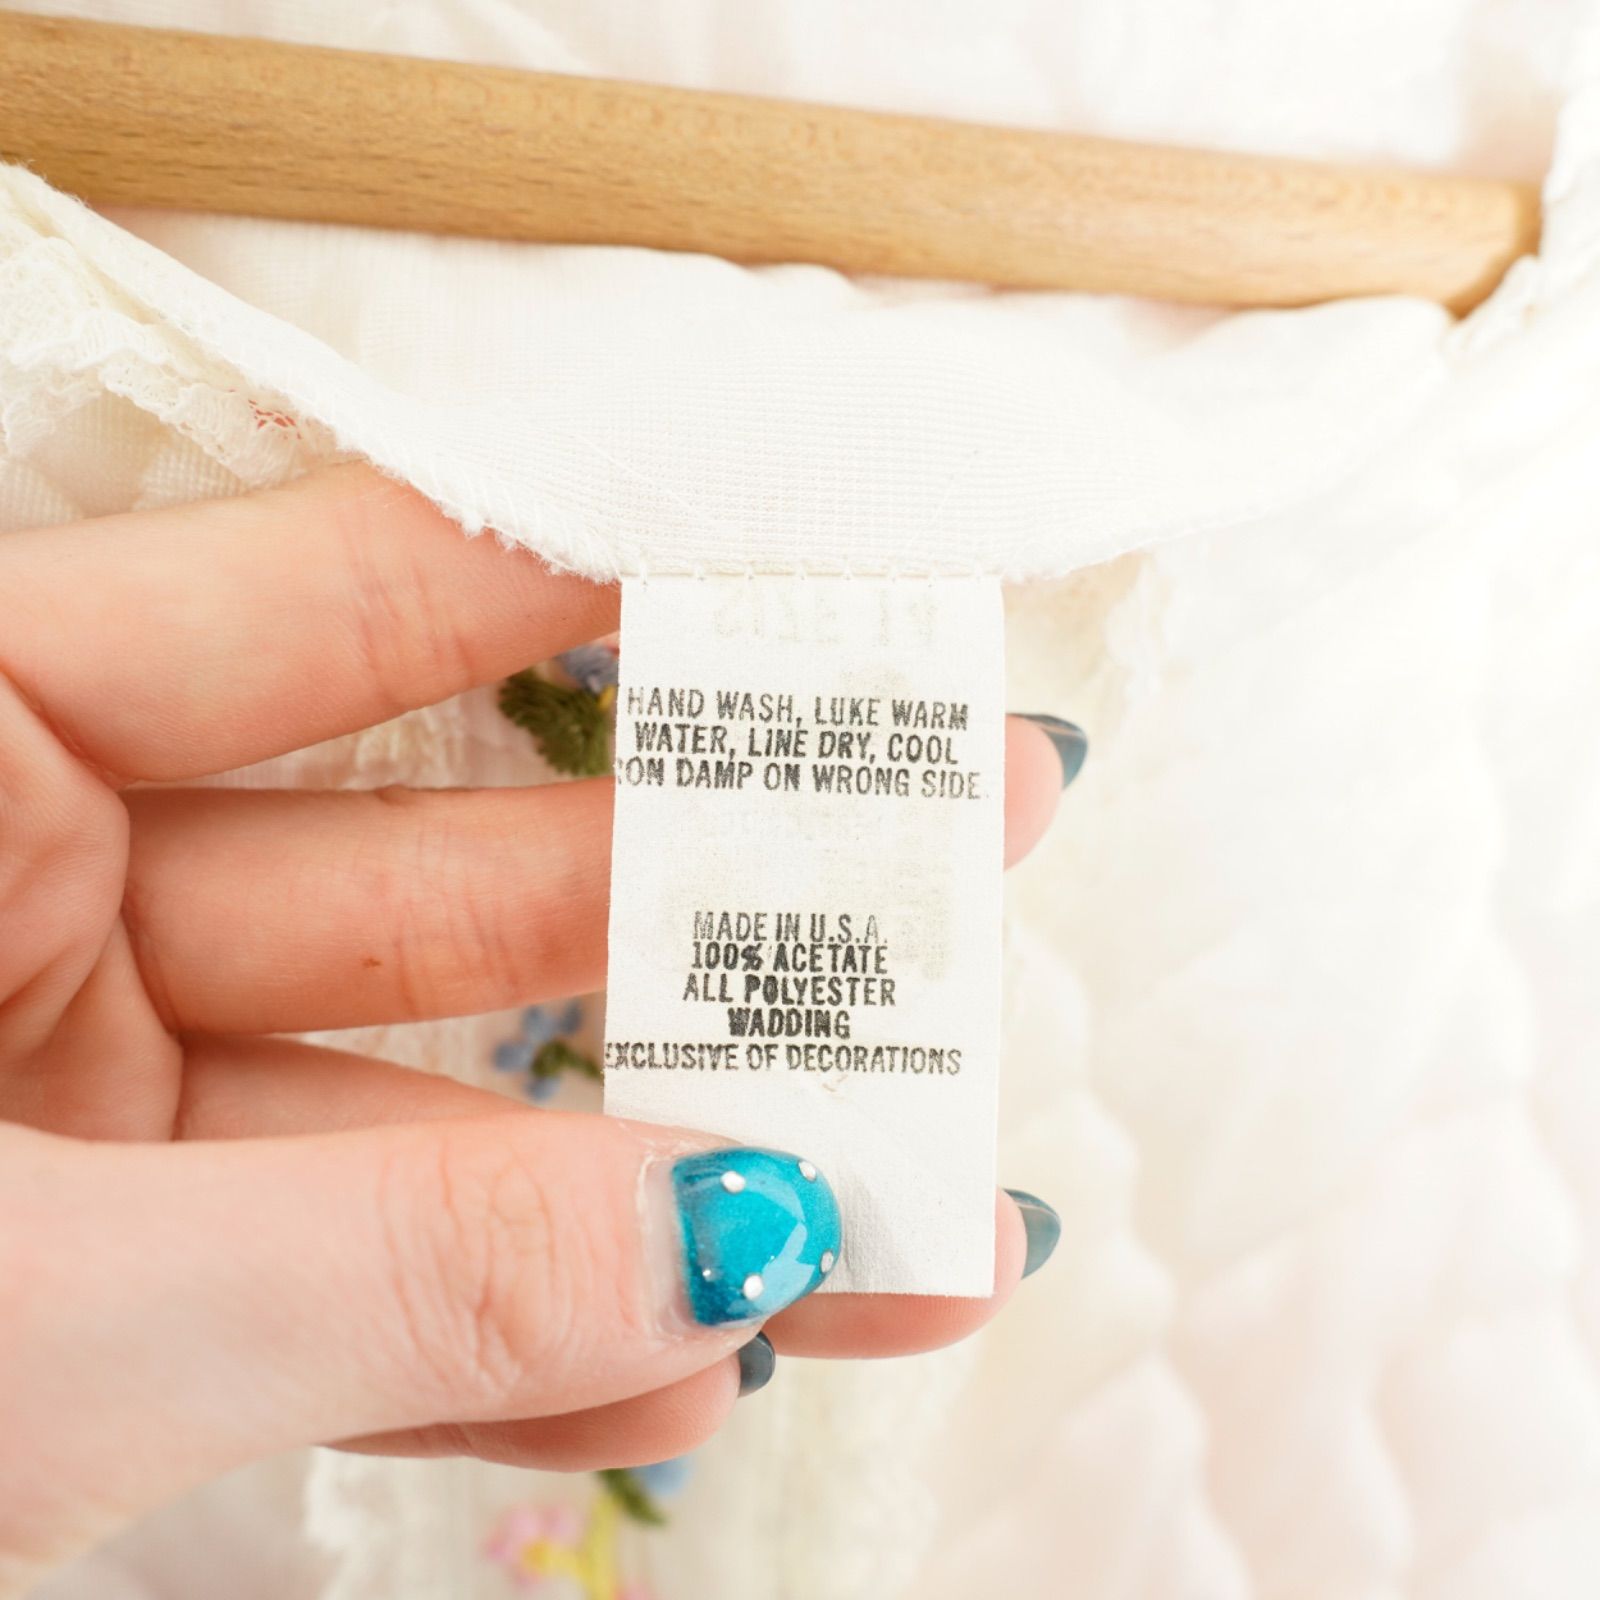 HAND WASH, LUKE WARM
WATER, LINE DRY, COOL
ON DAMP ON WRONG SIDE.
MADE IN U.S.A.
100% ACETATE
ALL POLYESTER
WADDING
EXCLUSIVE OF DECORATIONS